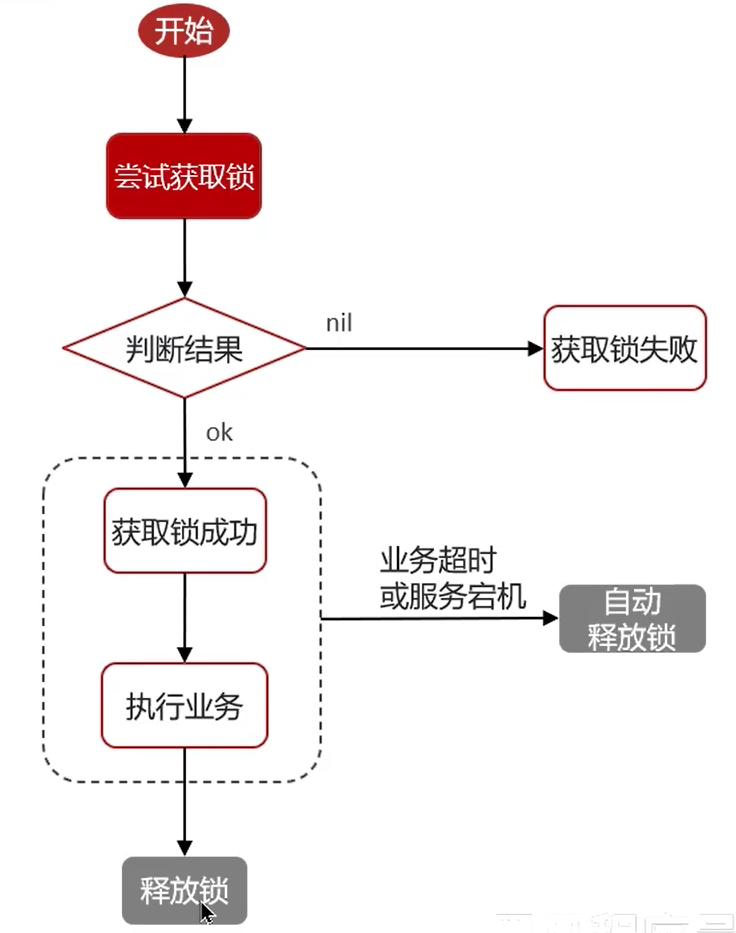 开始
尝试获取锁
判断结果
nil
获取锁失败
ok
获取锁成功
业务超时
或服务宕机
自动
释放锁
执行业务
释放锁